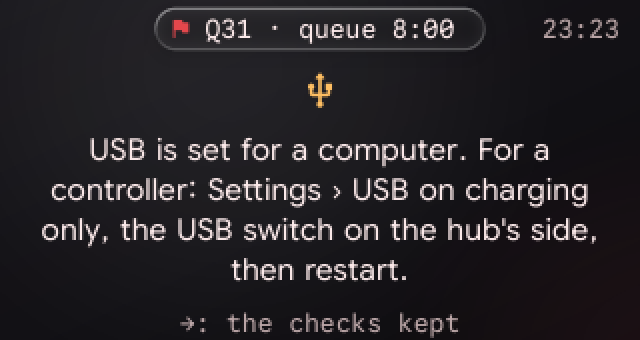 Q31 · queue 8:00
23:23
USB is set for a computer. For a
controller: Settings › USB on charging
only, the USB switch on the hub's side,
then restart.
→: the checks kept